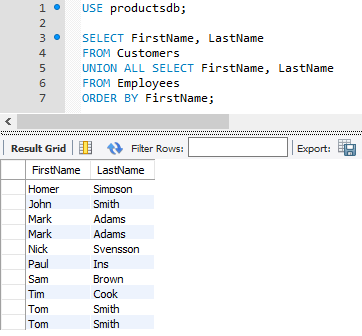 1 USE productsdb;
2
3 SELECT FirstName, LastName
4 FROM Customers
5 UNION ALL SELECT FirstName, LastName
6 FROM Employees
7 ORDER BY FirstName;
Result Grid Filter Rows: Export:
FirstName LastName
Homer Simpson
John Smith
Mark Adams
Mark Adams
Nick Svensson
Paul Ins
Sam Brown
Tim Cook
Tom Smith
Tom Smith